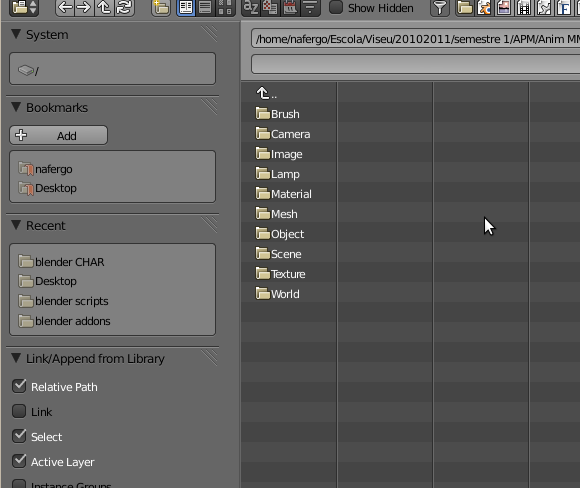 Show Hidden
System
/
Bookmarks
Add
nafergo
Desktop
Recent
blender CHAR
Desktop
blender scripts
blender addons
Link/Append from Library
Relative Path
Link
Select
Active Layer
Instance Groups
/home/nafergo/Escola/Viseu/20102011/semestre 1/APM/Anim MM
..
Brush
Camera
Image
Lamp
Material
Mesh
Object
Scene
Texture
World